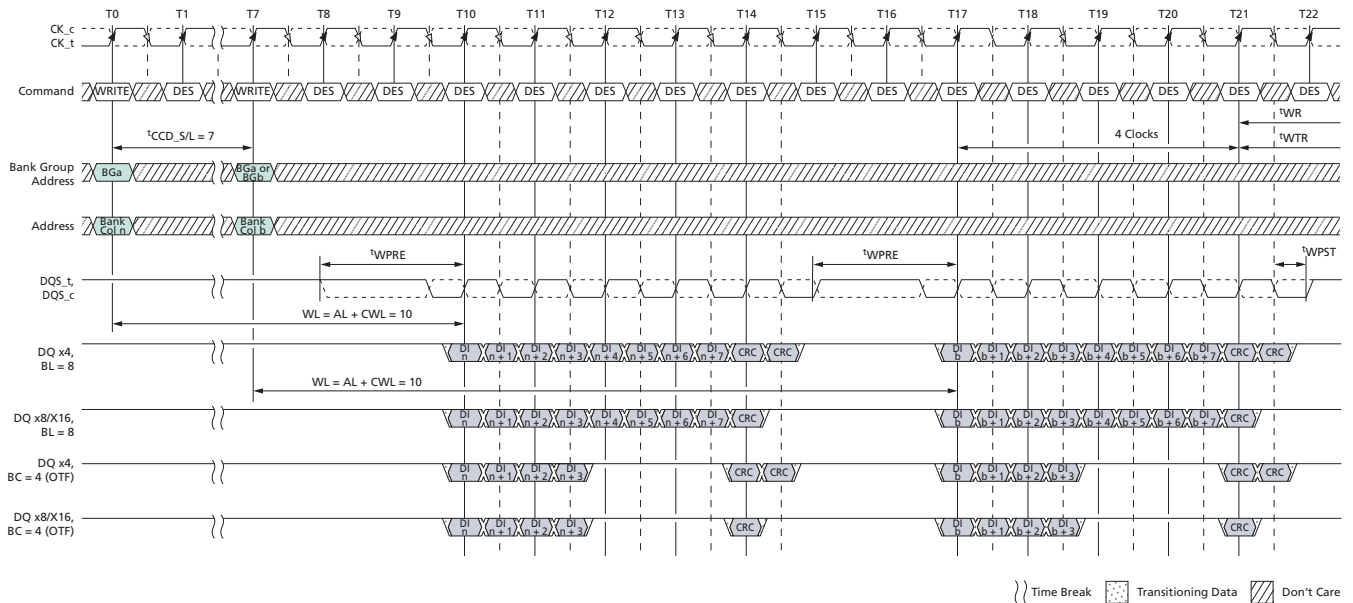 T0 T1 T7 T8 T9 T10 T11 T12 T13 T14 T15 T16 T17 T18 T19 T20 T21 T22
CK_c
CK_t
Command WRITE DES WRITE DES DES DES DES DES DES DES DES DES DES DES DES DES DES DES
tWR
tCCD_S/L = 7
4 Clocks
tWTR
Bank Group
Address
BGa
BGa or
BGb
Address
Bank
Col n
Bank
Col b
tWPRE tWPRE tWPST
DQS_t,
DQS_c
WL = AL + CWL = 10
DQ x4,
BL = 8
DI n DI n + 1 DI n + 2 DI n + 3 DI n + 4 DI n + 5 DI n + 6 DI n + 7 CRC CRC DI b DI b + 1 DI b + 2 DI b + 3 DI b + 4 DI b + 5 DI b + 6 DI b + 7 CRC CRC
WL = AL + CWL = 10
DQ x8/X16,
BL = 8
DI n DI n + 1 DI n + 2 DI n + 3 DI n + 4 DI n + 5 DI n + 6 DI n + 7 CRC DI b DI b + 1 DI b + 2 DI b + 3 DI b + 4 DI b + 5 DI b + 6 DI b + 7 CRC
DQ x4,
BC = 4 (OTF)
DI n DI n + 1 DI n + 2 DI n + 3 CRC CRC DI b DI b + 1 DI b + 2 DI b + 3 CRC CRC
DQ x8/X16,
BC = 4 (OTF)
DI n DI n + 1 DI n + 2 DI n + 3 CRC DI b DI b + 1 DI b + 2 DI b + 3 CRC
Time Break Transitioning Data Don't Care